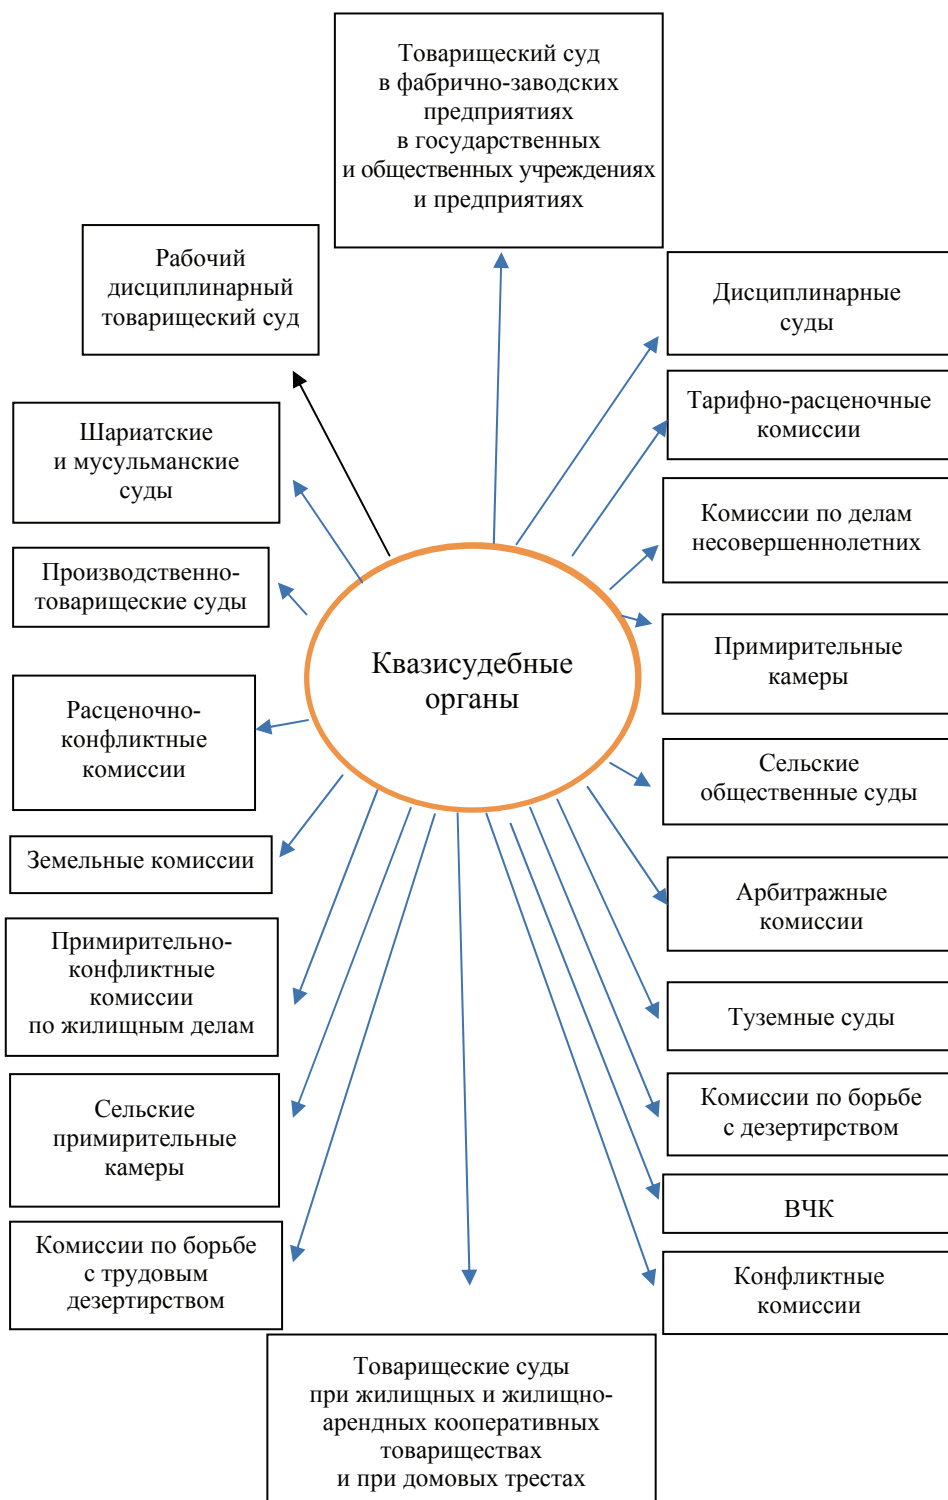 Товарищеский суд
в фабрично-заводских
предприятиях
в государственных
и общественных учреждениях
и предприятиях
Рабочий
дисциплинарный
товарищеский суд
Дисциплинарные
суды
Тарифно-расценочные
комиссии
Шариатские
и мусульманские
суды
Комиссии по делам
несовершеннолетних
Производственно-
товарищеские суды
Примирительные
камеры
Квазисудебные
органы
Расценочно-
конфликтные
комиссии
Сельские
общественные суды
Земельные комиссии
Арбитражные
комиссии
Примирительно-
конфликтные
комиссии
по жилищным делам
Туземные суды
Сельские
примирительные
камеры
Комиссии по борьбе
с дезертирством
ВЧК
Комиссии по борьбе
с трудовым
дезертирством
Конфликтные
комиссии
Товарищеские суды
при жилищных и жилищно-
арендных кооперативных
товариществах
и при домовых трестах